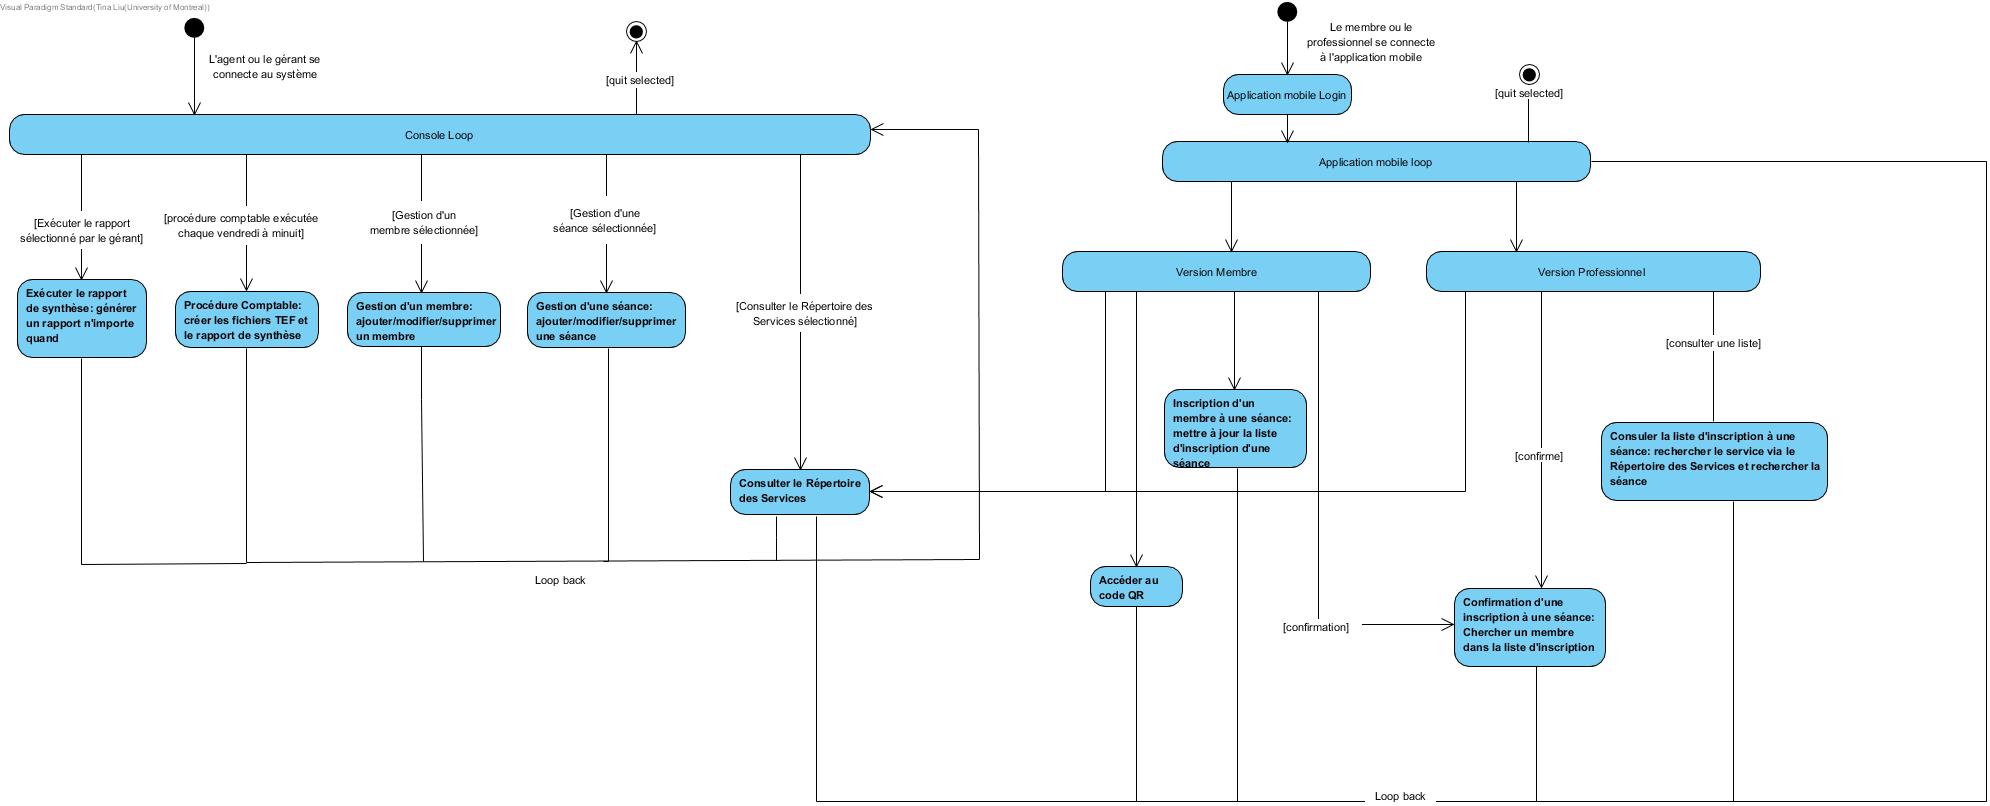 Visual Paradigm Standard(Tina Liu(University of Montreal))
L'agent ou le gérant se
connecte au système
[quit selected]
Console Loop
[Exécuter le rapport
sélectionné par le gérant]
[procédure comptable exécutée
chaque vendredi à minuit]
[Gestion d'un
membre sélectionnée]
[Gestion d'une
séance sélectionnée]
[Consulter le Répertoire des
Services sélectionné]
Exécuter le rapport
de synthèse: générer
un rapport n'importe
quand
Procédure Comptable:
créer les fichiers TEF et
le rapport de synthèse
Gestion d'un membre:
ajouter/modifier/supprimer
un membre
Gestion d'une séance:
ajouter/modifier/supprimer
une séance
Consulter le Répertoire
des Services
Loop back
Le membre ou le
professionnel se connecte
à l'application mobile
Application mobile Login
[quit selected]
Application mobile loop
Version Membre
Version Professionnel
[consulter une liste]
Inscription d'un
membre à une séance:
mettre à jour la liste
d'inscription d'une
séance
[confirme]
Consuler la liste d'inscription à une
séance: rechercher le service via le
Répertoire des Services et rechercher la
séance
Accéder au
code QR
[confirmation]
Confirmation d'une
inscription à une séance:
Chercher un membre
dans la liste d'inscription
Loop back